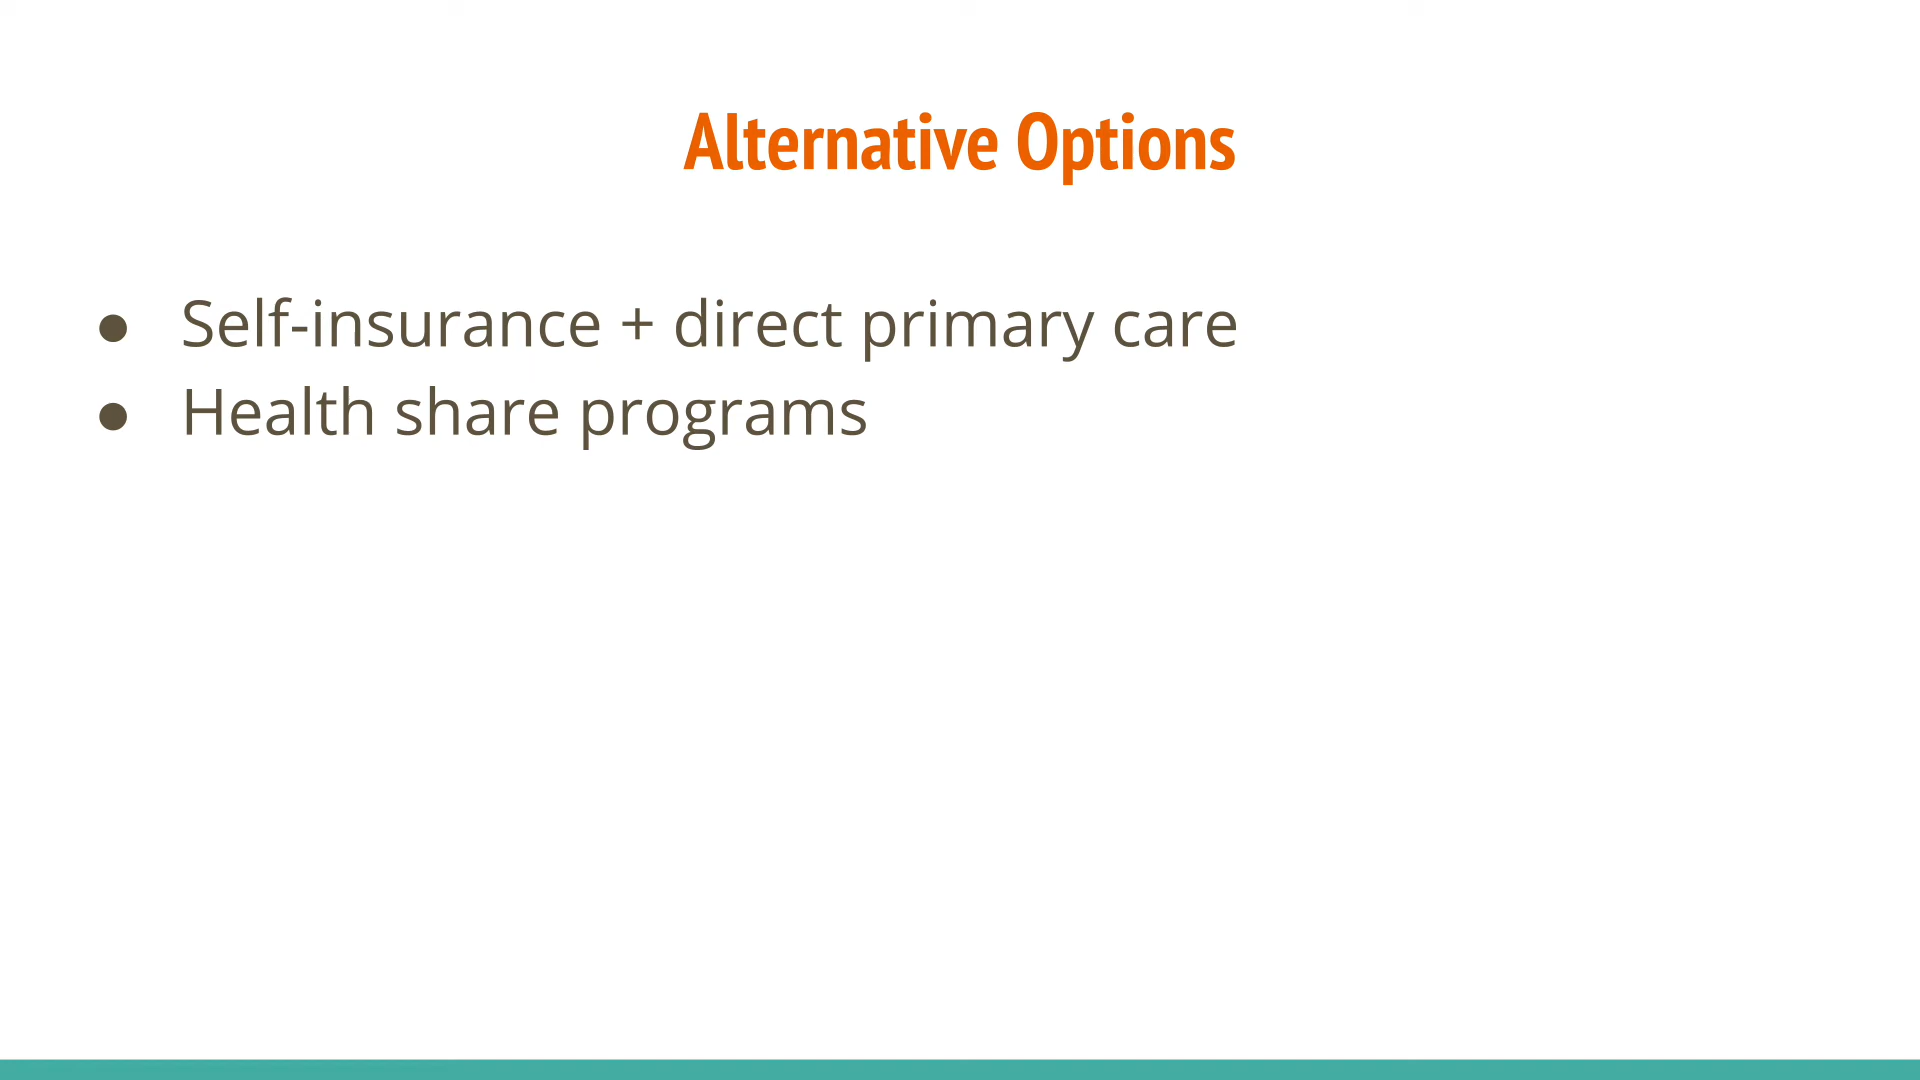 Alternative Options
● Self-insurance + direct primary care
● Health share programs